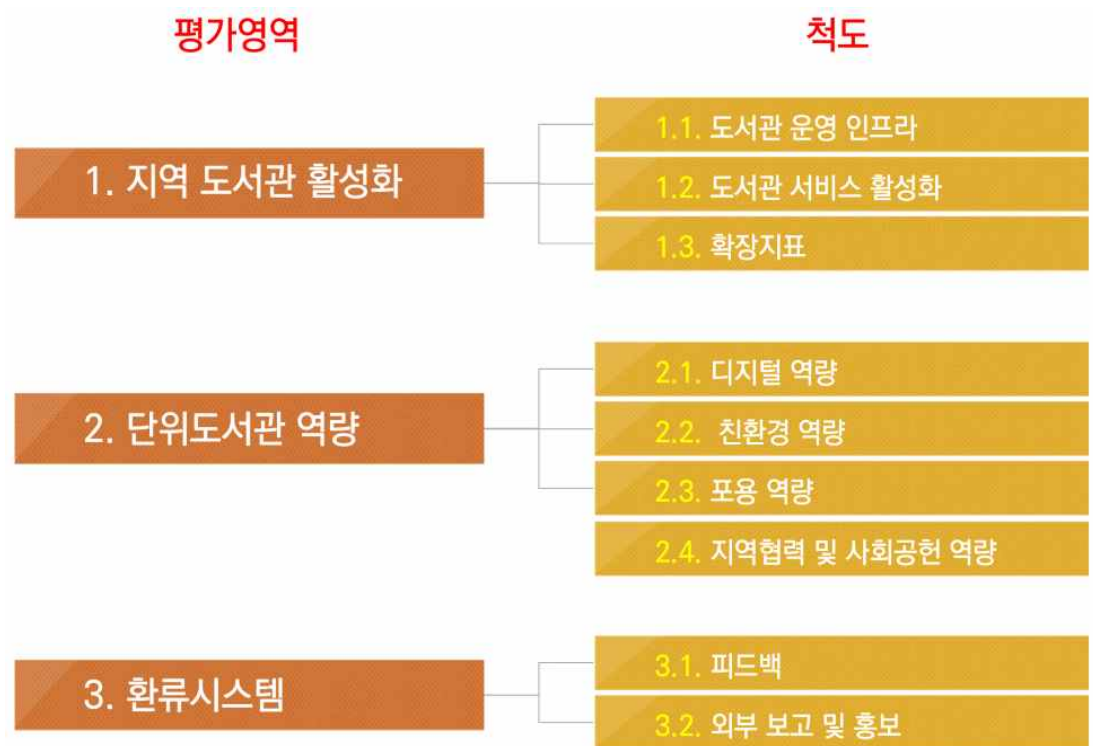 평가영역
척도
1. 지역 도서관 활성화
1.1. 도서관 운영 인프라
1.2. 도서관 서비스 활성화
1.3. 확장지표
2. 단위도서관 역량
2.1. 디지털 역량
2.2. 친환경 역량
2.3. 포용 역량
2.4. 지역협력 및 사회공헌 역량
3. 환류시스템
3.1. 피드백
3.2. 외부 보고 및 홍보